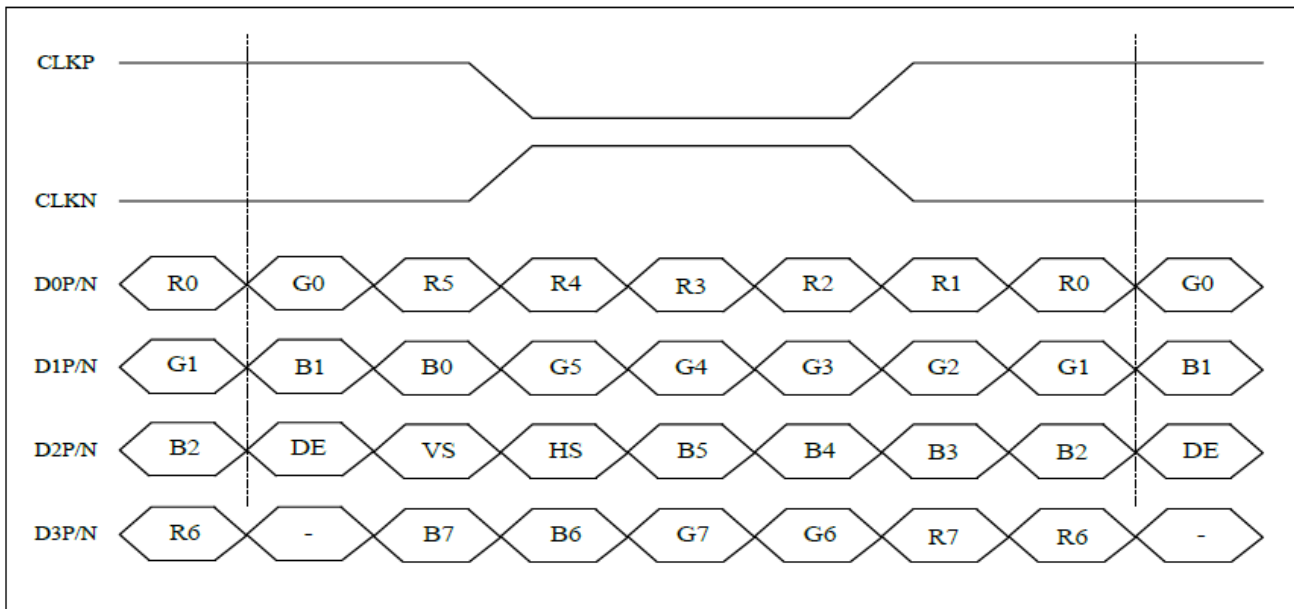 CLKP
CLKN
D0P/N R0 G0 R5 R4 R3 R2 R1 R0 G0
D1P/N G1 B1 B0 G5 G4 G3 G2 G1 B1
D2P/N B2 DE VS HS B5 B4 B3 B2 DE
D3P/N R6 - B7 B6 G7 G6 R7 R6 -